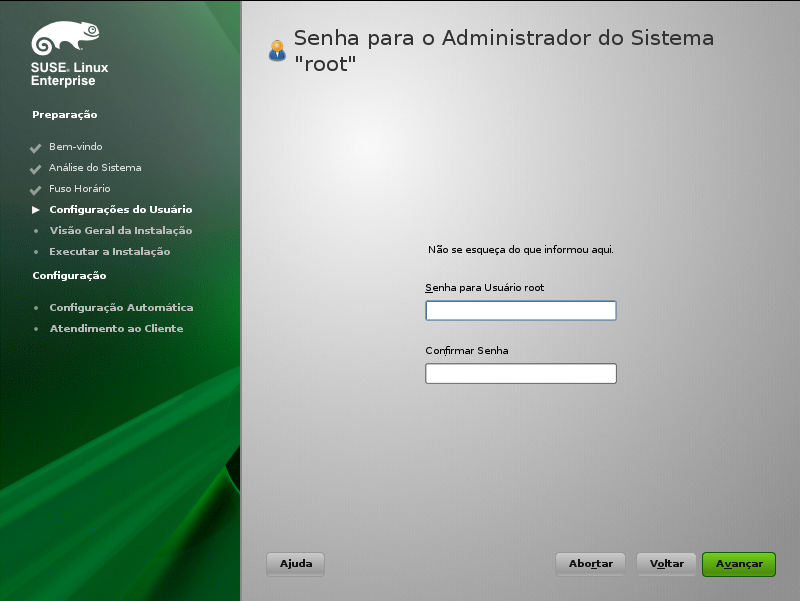 SUSE® Linux
Enterprise
Preparação
Bem-vindo
Análise do Sistema
Fuso Horário
Configurações do Usuário
Visão Geral da Instalação
Executar a Instalação
Configuração
Configuração Automática
Atendimento ao Cliente
Senha para o Administrador do Sistema
"root"
Não se esqueça do que informou aqui.
Senha para Usuário root
Confirmar Senha
Ajuda
Abortar
Voltar
Avançar